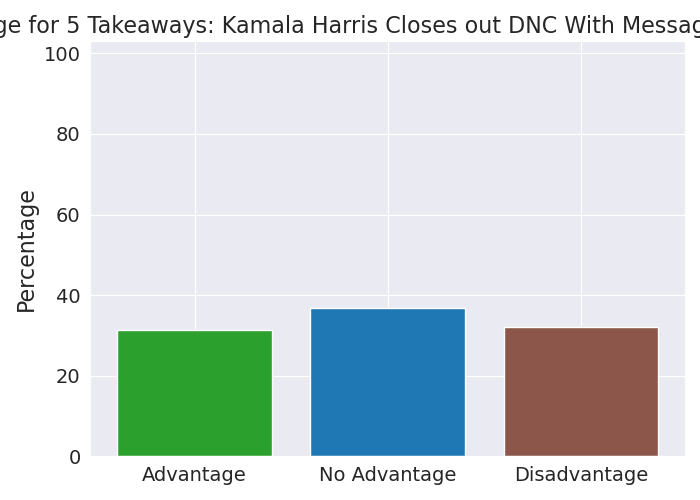 ge for 5 Takeaways: Kamala Harris Closes out DNC With Messag
100
80
60
40
20
0
Percentage
Advantage
No Advantage
Disadvantage